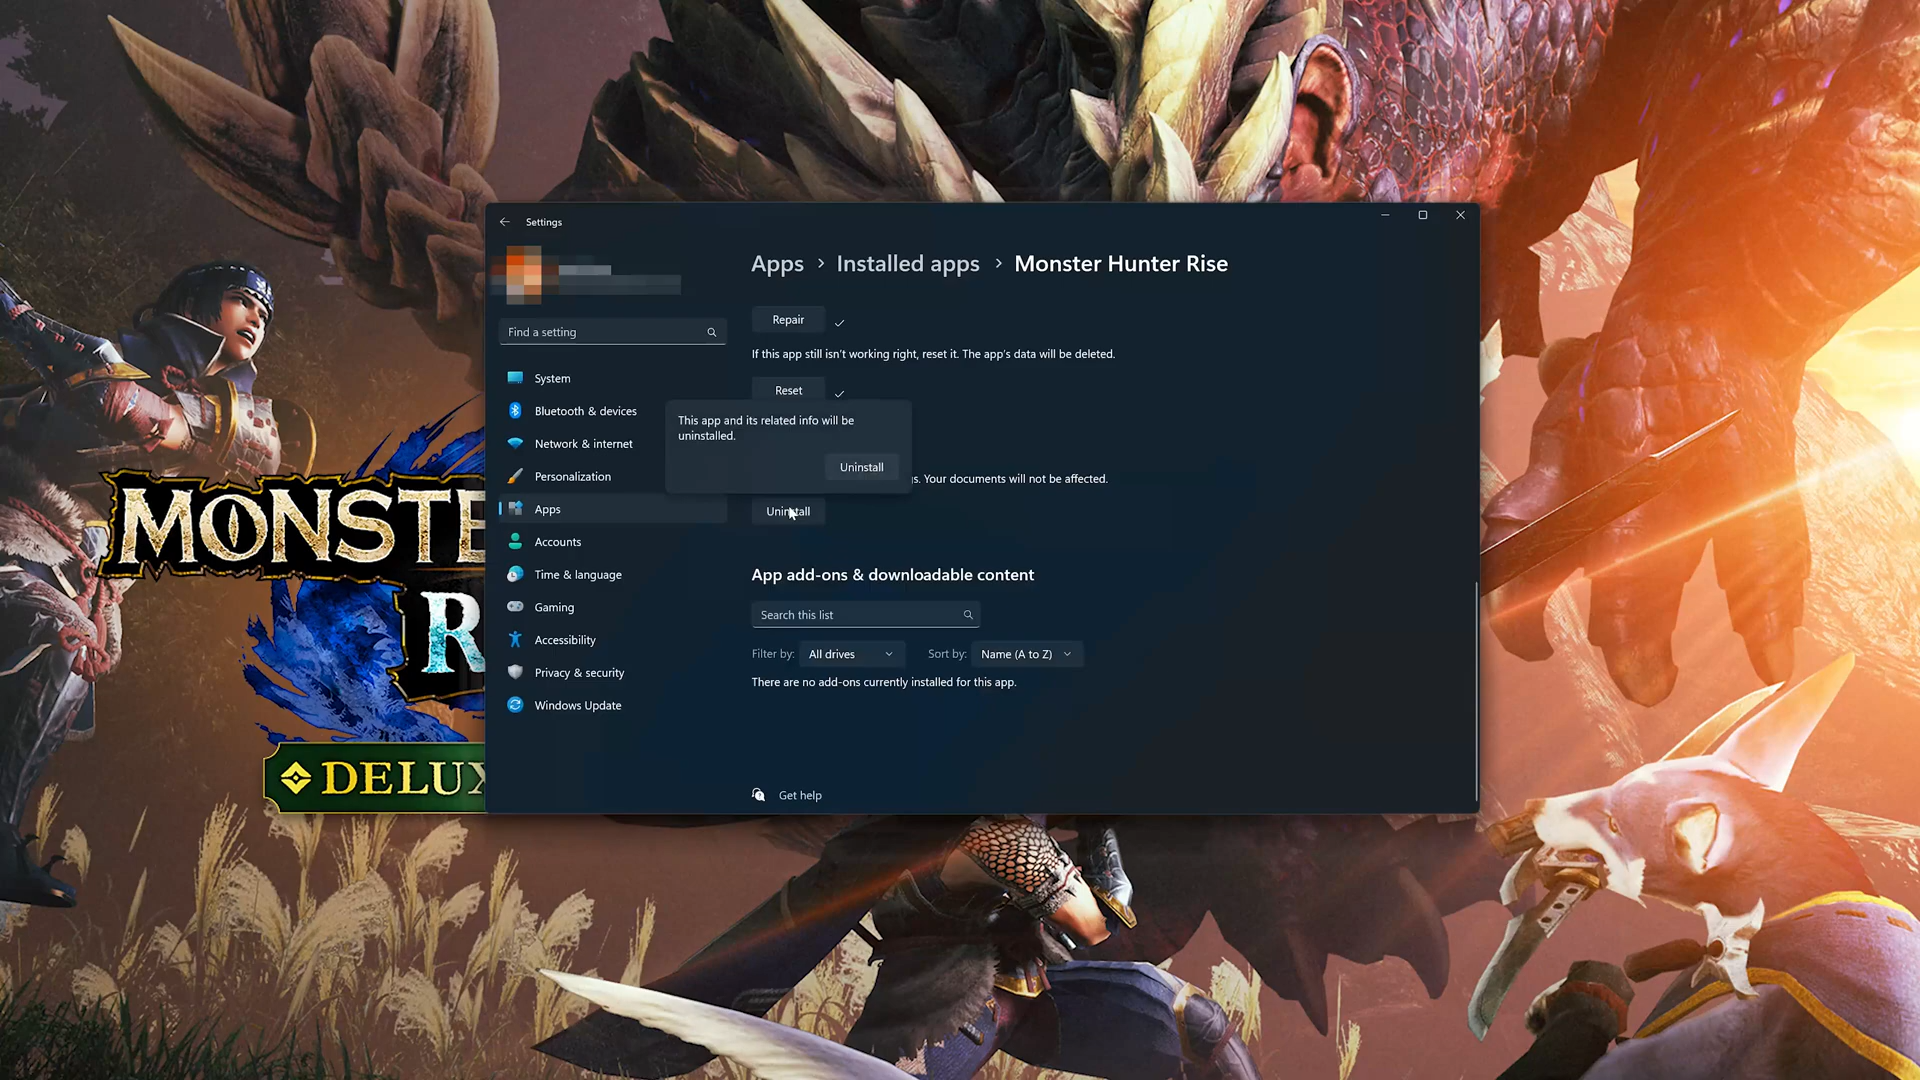 Settings
Apps > Installed apps > Monster Hunter Rise
Find a setting
System
Bluetooth & devices
Network & internet
Personalization
Apps
Accounts
Time & language
Gaming
Accessibility
Privacy & security
Windows Update
Repair
If this app still isn't working right, reset it. The app's data will be deleted.
Reset
This app and its related info will be
uninstalled.
Uninstall
Your documents will not be affected.
Uninstall
App add-ons & downloadable content
Search this list
Filter by: All drives
Sort by: Name (A to Z)
There are no add-ons currently installed for this app.
Get help
MONSTE
R
DELUX